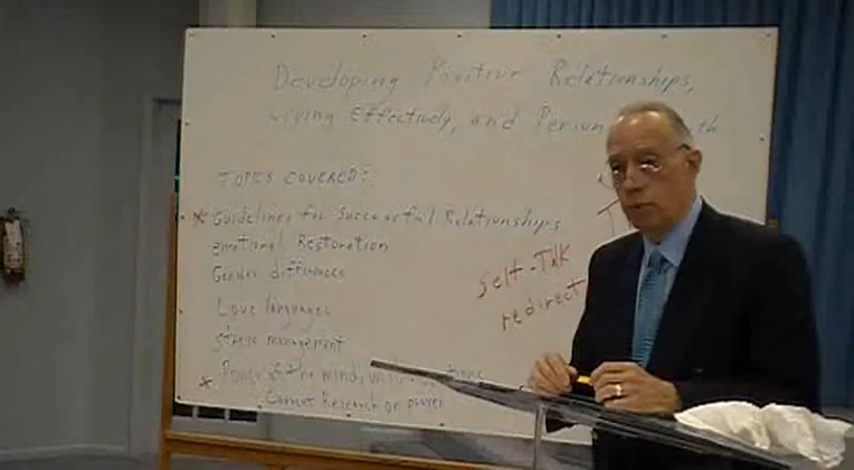 Developing Positive Relationships,
Living Effectively, and
TOPICS COVERED:
* Guidelines for Successful Relationships
Emotional Restoration
Gender differences
Love languages
stress management
* Power of the mind,
Current Research on prayer
self-Talk
redirect